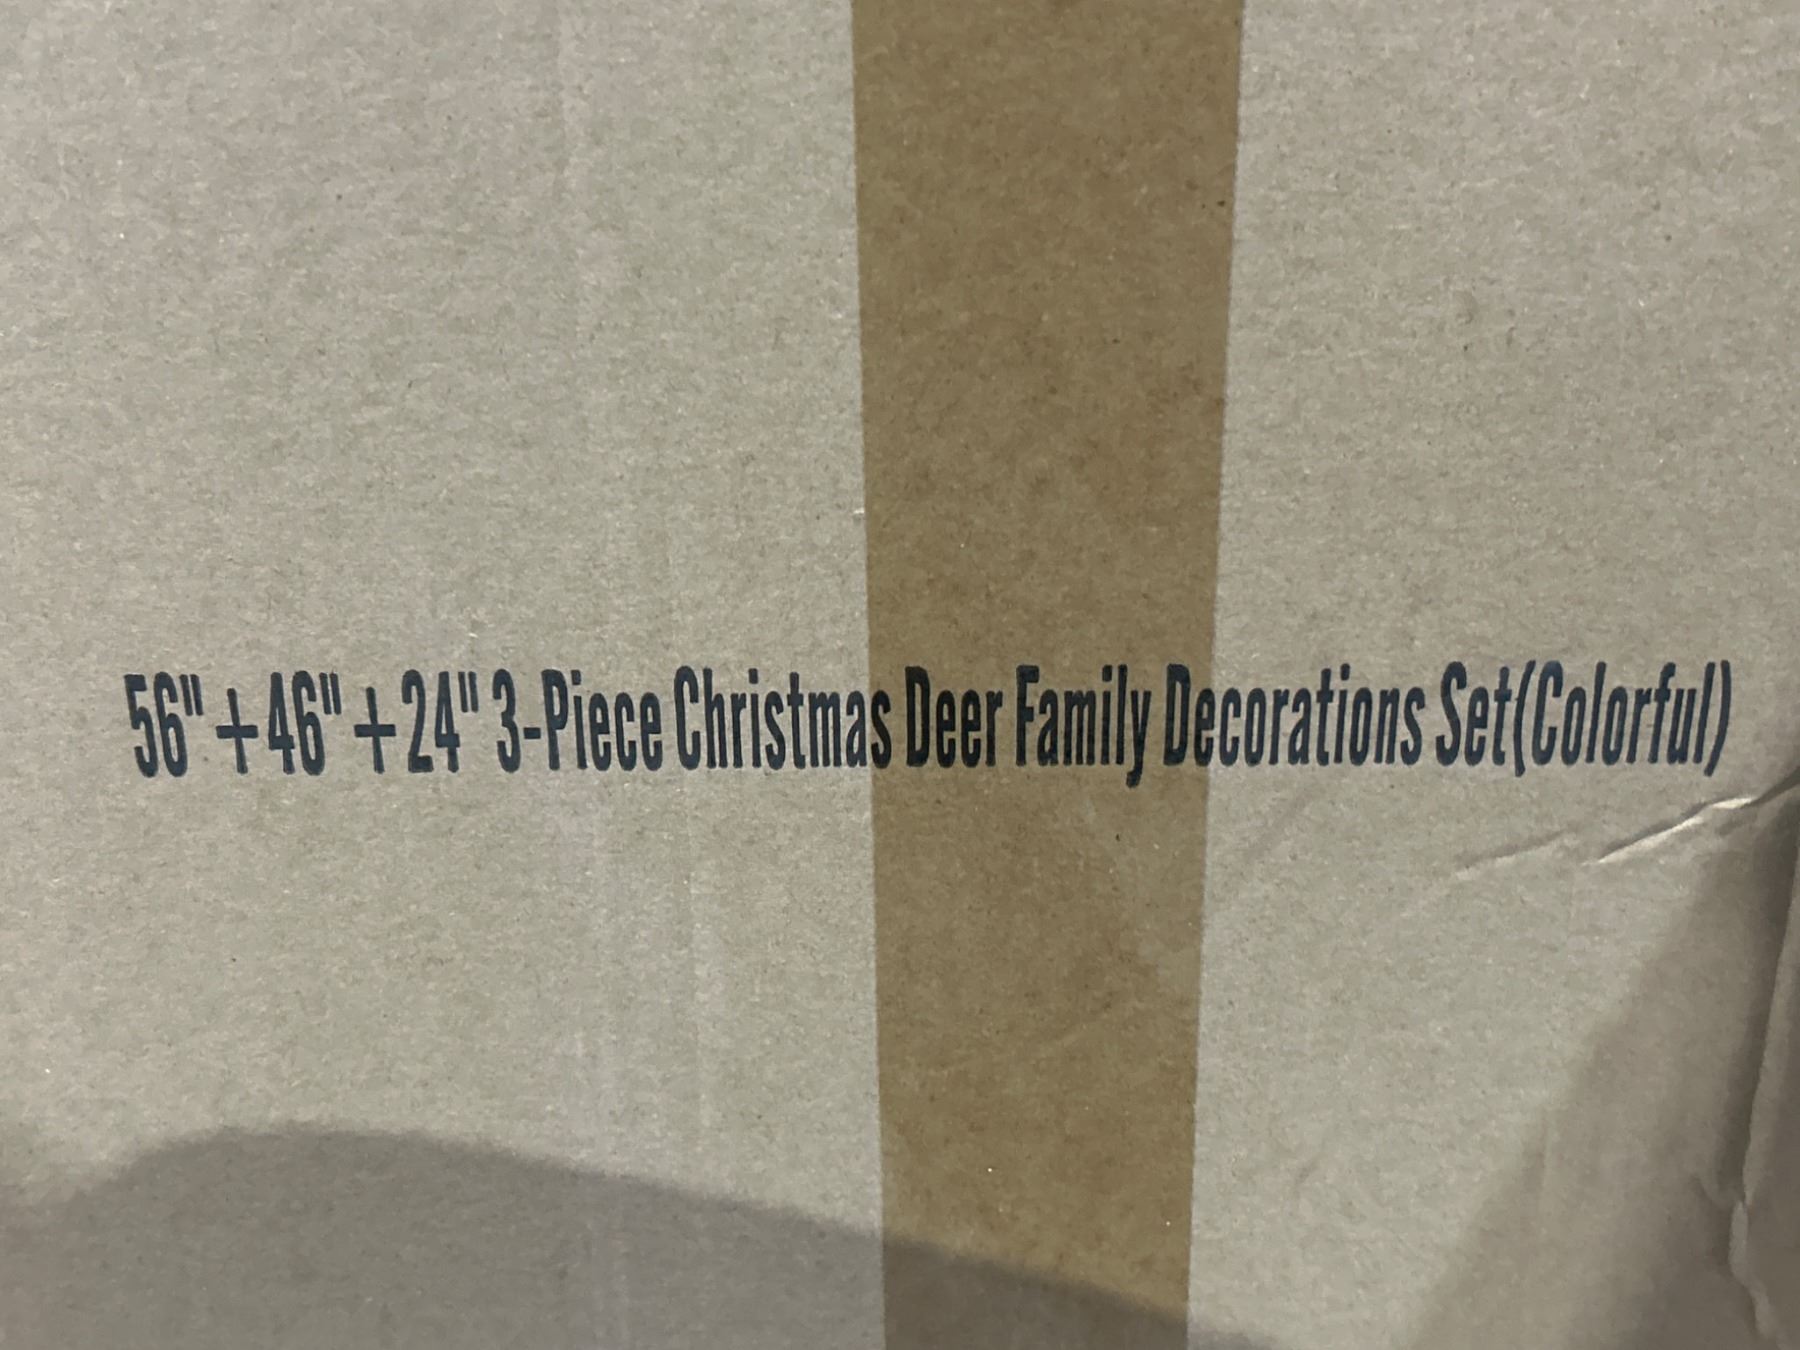 56"+46"+24" 3-Piece Christmas Deer Family Decorations Set(Colorful)